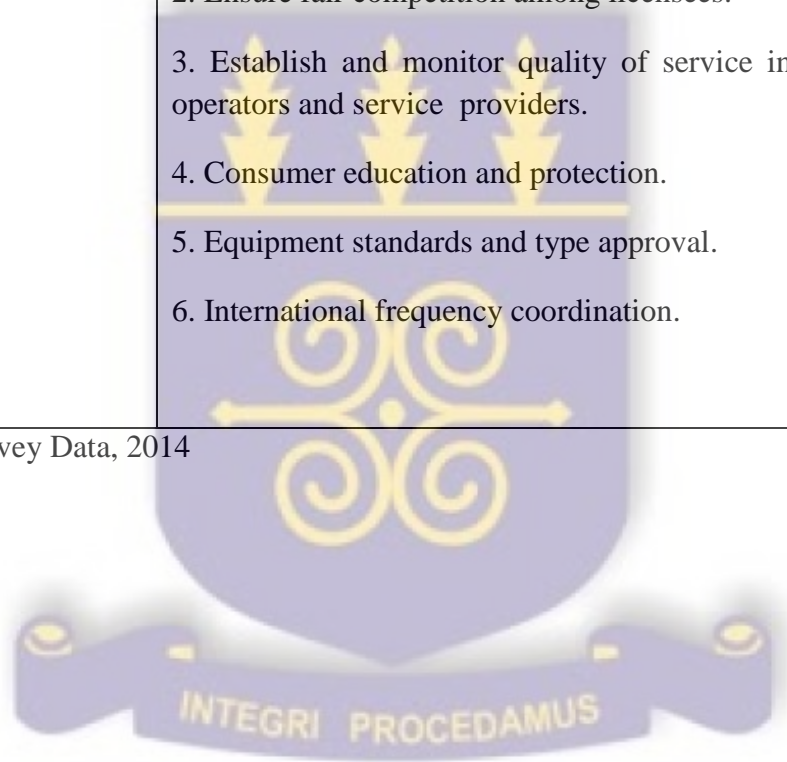 2. Ensure fair competition among licensees.
3. Establish and monitor quality of service in
operators and service providers.
4. Consumer education and protection.
5. Equipment standards and type approval.
6. International frequency coordination.
vey Data, 2014
INTEGRI PROCEDAMUS